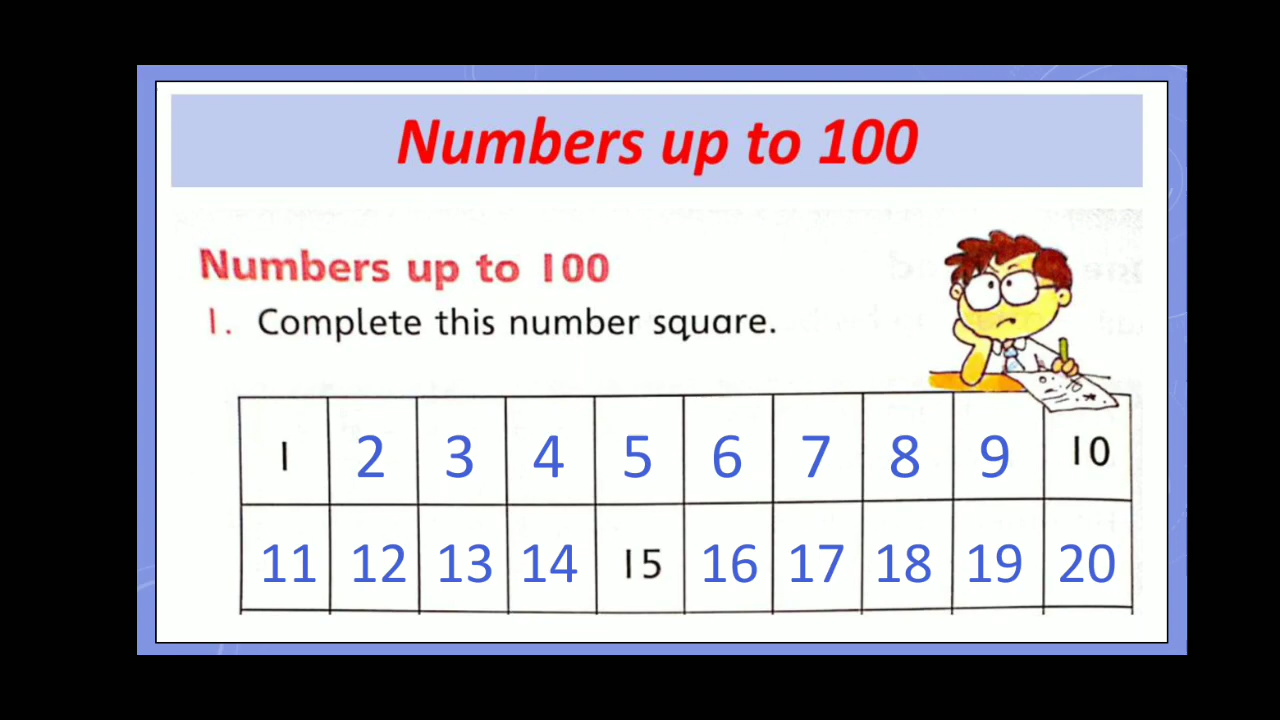 Numbers up to 100
Numbers up to 100
1. Complete this number square.
1 2 3 4 5 6 7 8 9 10
11 12 13 14 15 16 17 18 19 20